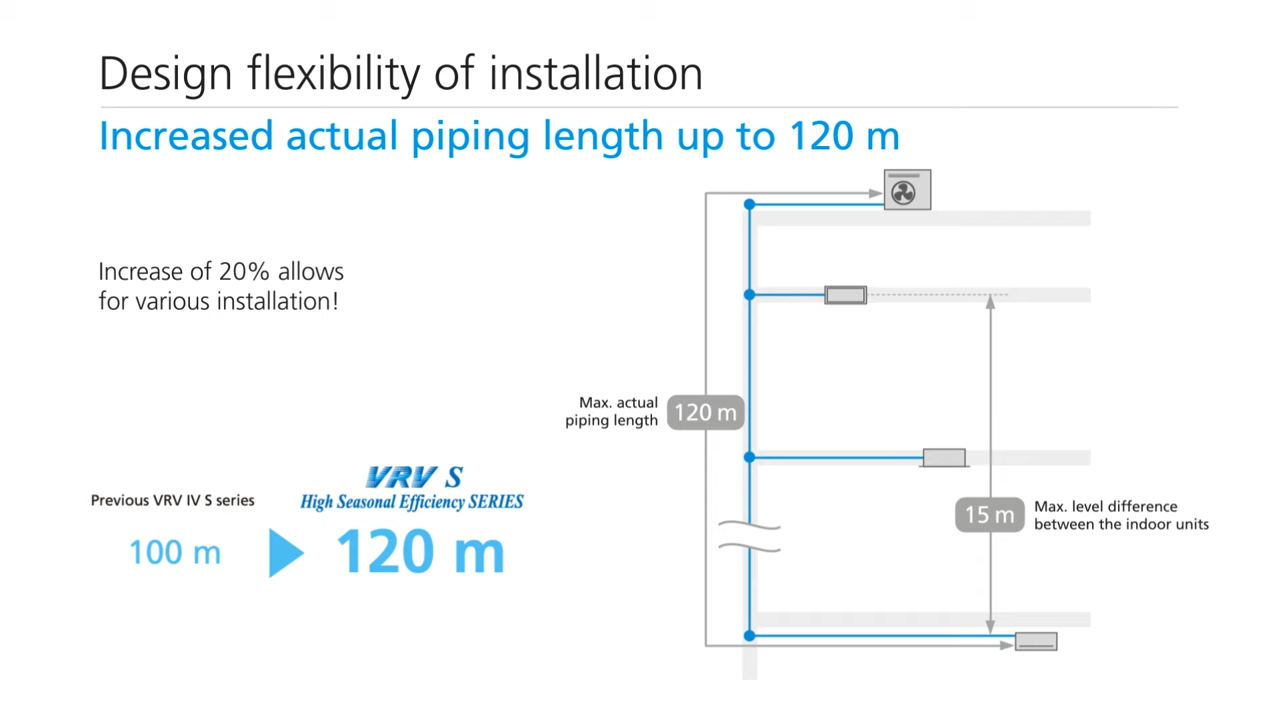 Design flexibility of installation
Increased actual piping length up to 120 m
Increase of 20% allows
for various installation!
Max. actual
piping length
120 m
VRV S
Previous VRV IV S series
High Seasonal Efficiency SERIES
100 m
120 m
15 m
Max. level difference
between the indoor units